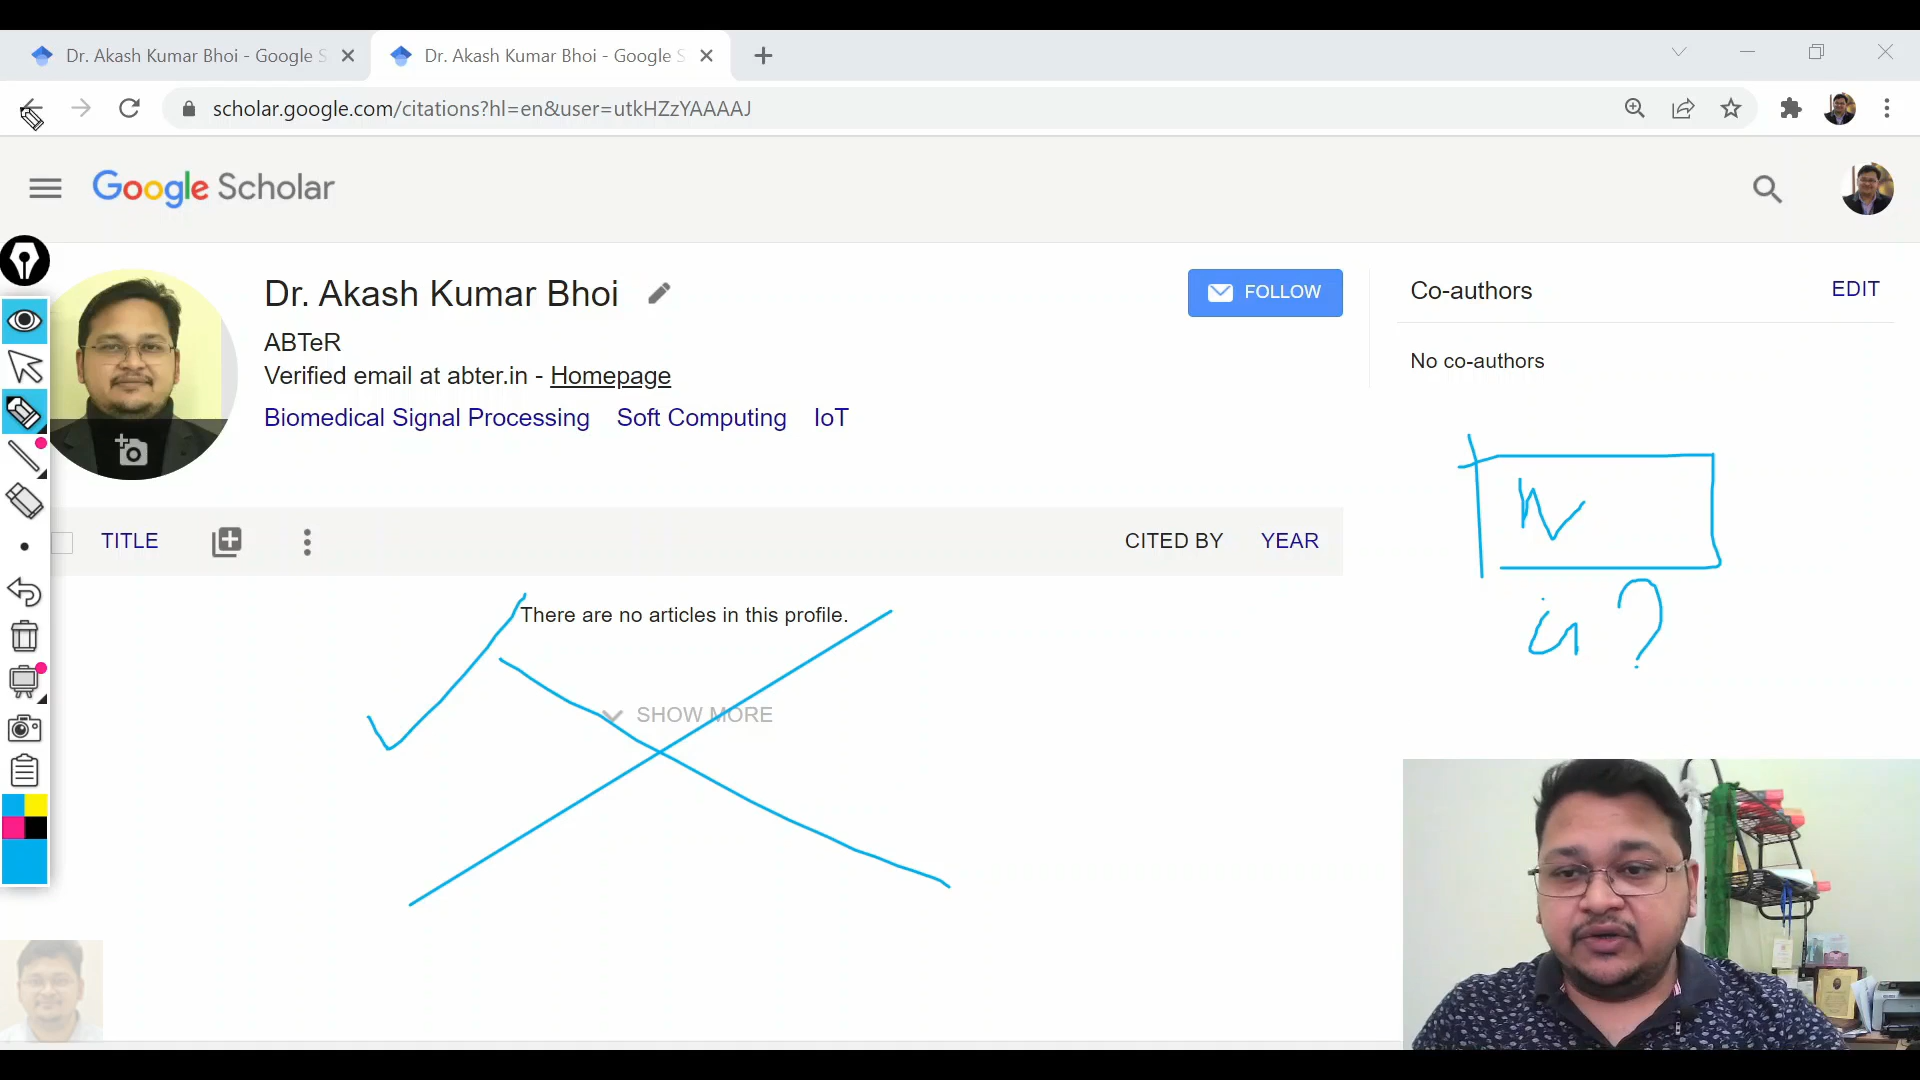 Dr. Akash Kumar Bhoi - Google S
Dr. Akash Kumar Bhoi - Google S
scholar.google.com/citations?hl=en&user=utkHZzYAAAAJ
Google Scholar
Dr. Akash Kumar Bhoi
FOLLOW
ABTeR
Verified email at abter.in - Homepage
Biomedical Signal Processing Soft Computing IoT
Co-authors EDIT
No co-authors
TITLE CITED BY YEAR
There are no articles in this profile.
SHOW MORE
?